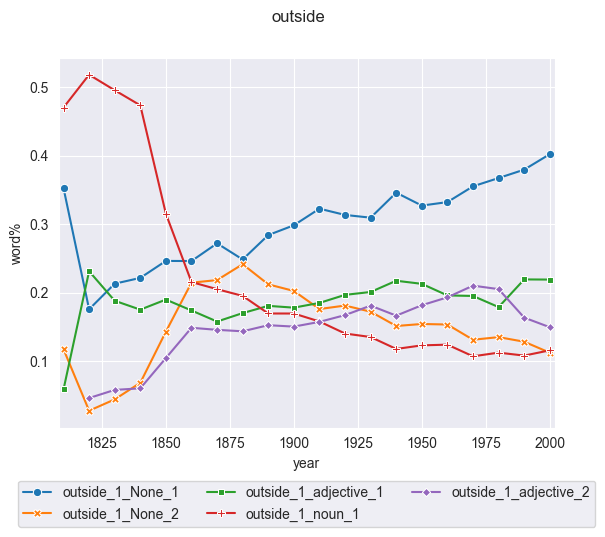 outside
0.5
0.4
0.3
0.2
0.1
word%
1825 1850 1875 1900 1925 1950 1975 2000
year
outside_1_None_1 outside_1_adjective_1 outside_1_adjective_2
outside_1_None_2 outside_1_noun_1